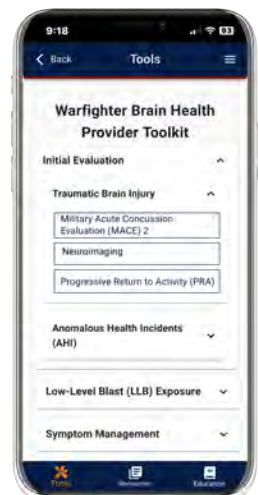 9:18
Back
Tools
Warfighter Brain Health
Provider Toolkit
Initial Evaluation
Traumatic Brain Injury
Military Acute Concussion
Evaluation (MACE) 2
Neuroimaging
Progressive Return to Activity (PRA)
Anomalous Health Incidents
(AHI)
Low-Level Blast (LLB) Exposure
Symptom Management
Tools
Education